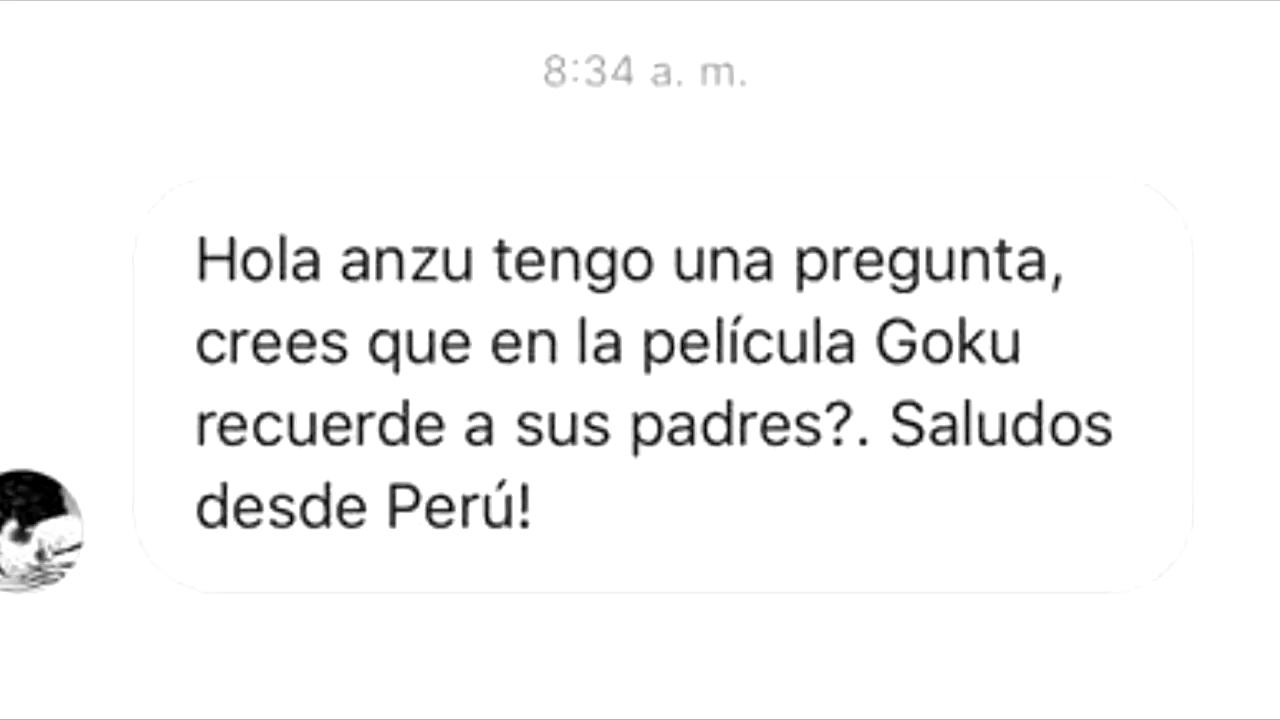 8:34 a. m.
Hola anzu tengo una pregunta,
crees que en la película Goku
recuerde a sus padres?. Saludos
desde Perú!